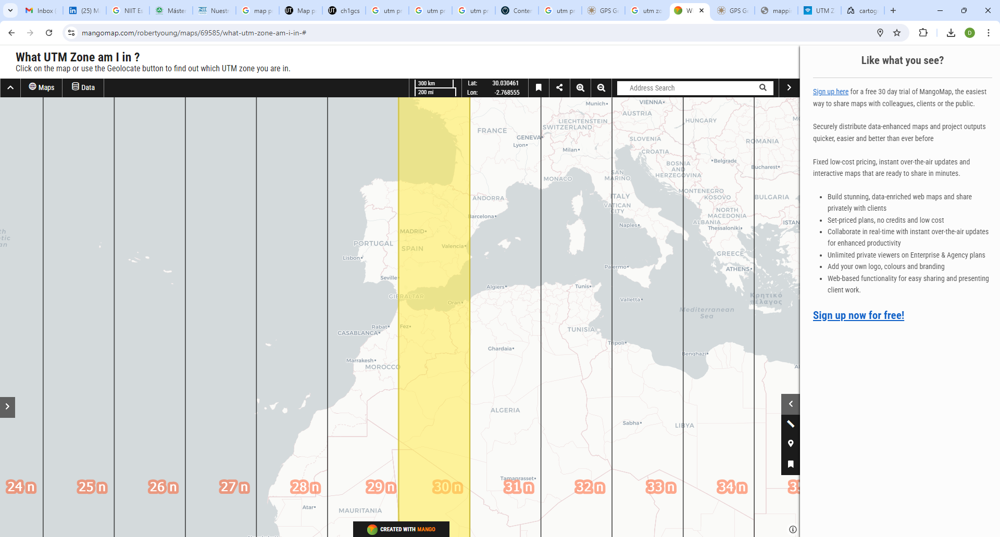 Inbox (
(25) M
NIIT Es
Máster
Nuestr
map p
Map p
ch1gcs
utm pr
utm pr
utm pr
Conter
utm pr
GPS Ge
utm zo
W
GPS Ge
mappi
UTM Z
cartog
mangomap.com/robertyoung/maps/69585/what-utm-zone-am-i-in-#
D
What UTM Zone am I in ?
Click on the map or use the Geolocate button to find out which UTM zone you are in.
Maps
Data
300 km
200 mi
Lat: 30.030461
Lon: -2.768555
Address Search
Munich
VIENNA
AUSTRIA
LIECHTENSTEIN
SWITZERLAND
HUNGARY
FRANCE
GENEVA
Lyon
SLOVENIA
ROMANIA
Milan
CROATIA
BOSNIA
AND
HERZEGOVINA
Belgrade
Bucharest
SAN
MARINO
MONACO
MONTENEGRO
KOSOVO
ITALY
BULGARIA
ANDORRA
VATICAN
CITY
NORTH
MACEDONIA
Barcelona
ALBANIA
ISTAN
Naples
Thessaloniki
MADRID
PORTUGAL
SPAIN
Valencia
GREECE
Lisbon
Palermo
ATHENS
Seville
Algiers
Tunis
GIBRALTAR
Oran
Valletta
Κρητικό
πέλαγος
Mediterranean
Sea
Rabat
Fez
CASABLANCA
TUNISIA
Tripoli
Ghardaia
Benghazi
Marrakesh
MOROCCO
ALGERIA
Sabha
LIBYA
Tamanrasset
24 n
25 n
26 n
27 n
28 n
29 n
30 n
31 n
32 n
33 n
34 n
Atar
MAURITANIA
CREATED WITH MANGO
Like what you see?
Sign up here for a free 30 day trial of MangoMap, the easiest
way to share maps with colleagues, clients or the public.
Securely distribute data-enhanced maps and project outputs
quicker, easier and better than ever before
Fixed low-cost pricing, instant over-the-air updates and
interactive maps that are ready to share in minutes.
• Build stunning, data-enriched web maps and share
privately with clients
• Set-priced plans, no credits and low cost
• Collaborate in real-time with instant over-the-air updates
for enhanced productivity
• Unlimited private viewers on Enterprise & Agency plans
• Add your own logo, colours and branding
• Web-based functionality for easy sharing and presenting
client work.
Sign up now for free!